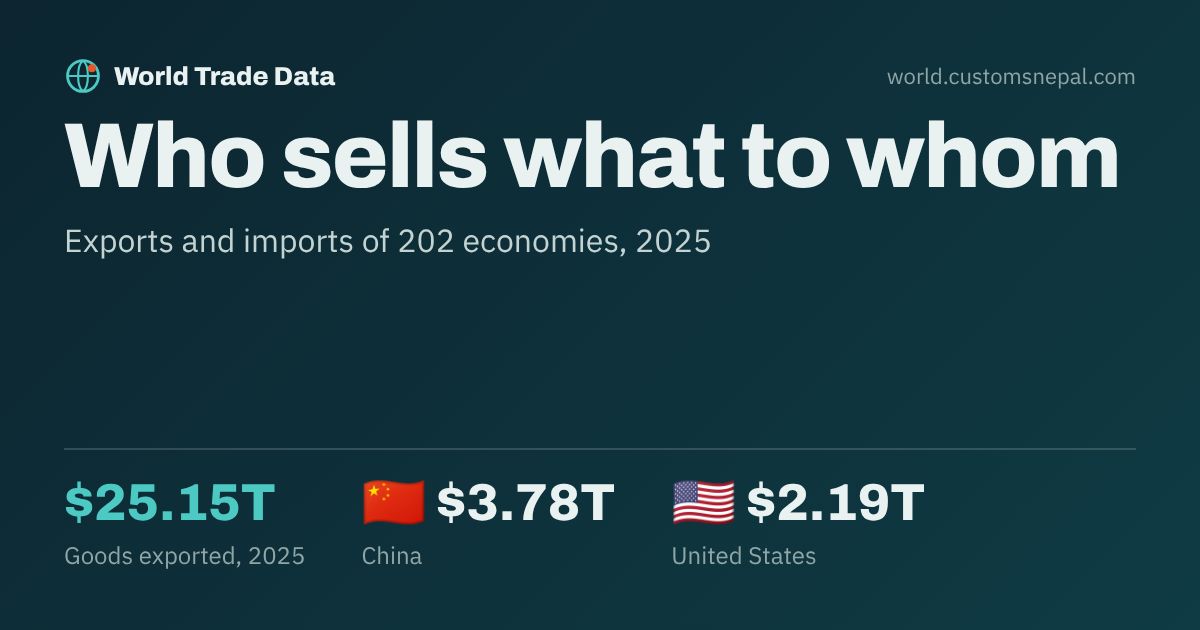 World Trade Data
world.customsnepal.com
Who sells what to whom
Exports and imports of 202 economies, 2025
$25.15T
Goods exported, 2025
$3.78T
China
$2.19T
United States